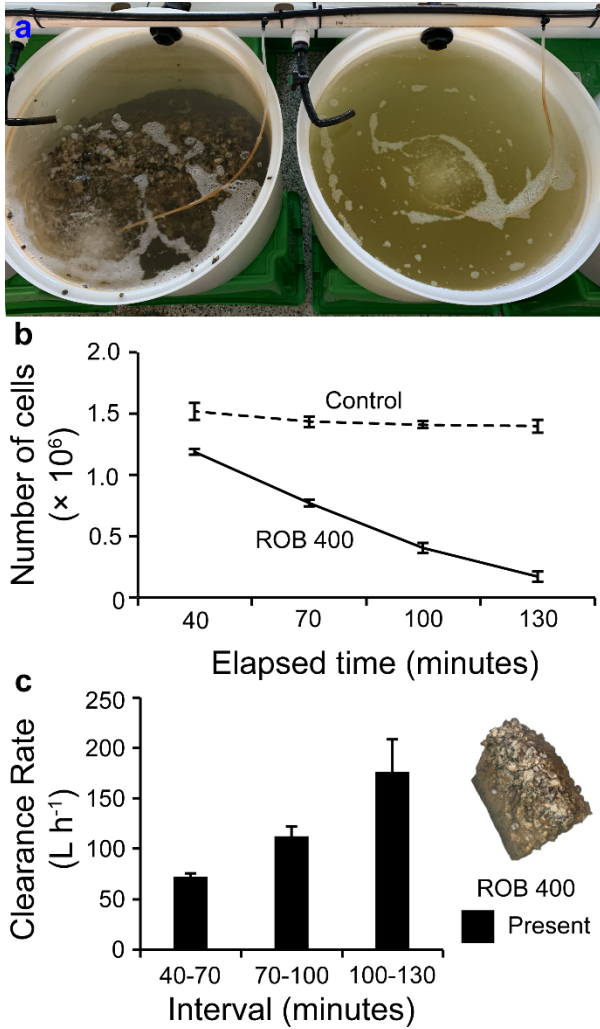 a
b
Number of cells
(× 10⁶)
2.0
1.5
1.0
0.5
0
Control
ROB 400
40 70 100 130
Elapsed time (minutes)
c
Clearance Rate
(L h⁻¹)
250
200
150
100
50
0
40-70 70-100 100-130
Interval (minutes)
ROB 400
Present